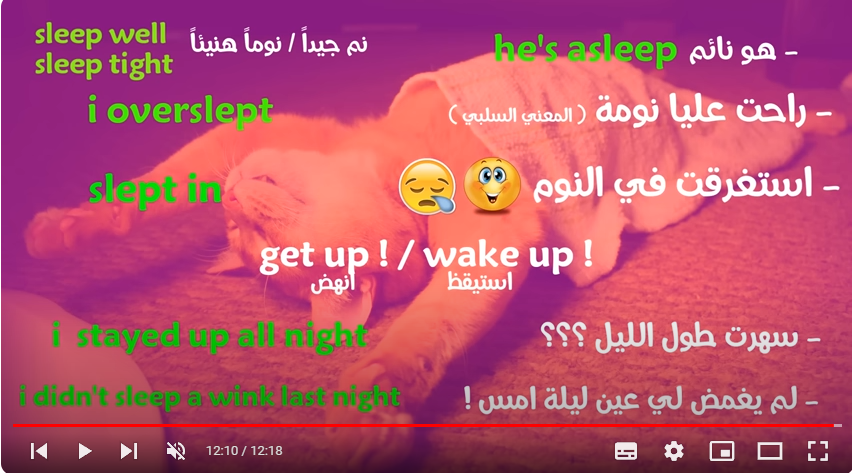 sleep well
sleep tight
نم جيداً / نوماً هنيئاً
he's asleep
- هو نائم
i overslept
- راحت عليا نومة ( المعني السلبي )
slept in
- استغرقت في النوم
get up ! / wake up !
انهض استيقظ
i stayed up all night
- سهرت طول الليل ؟؟؟
i didn't sleep a wink last night
- لم يغمض لي عين ليلة امس !
12:10 / 12:18